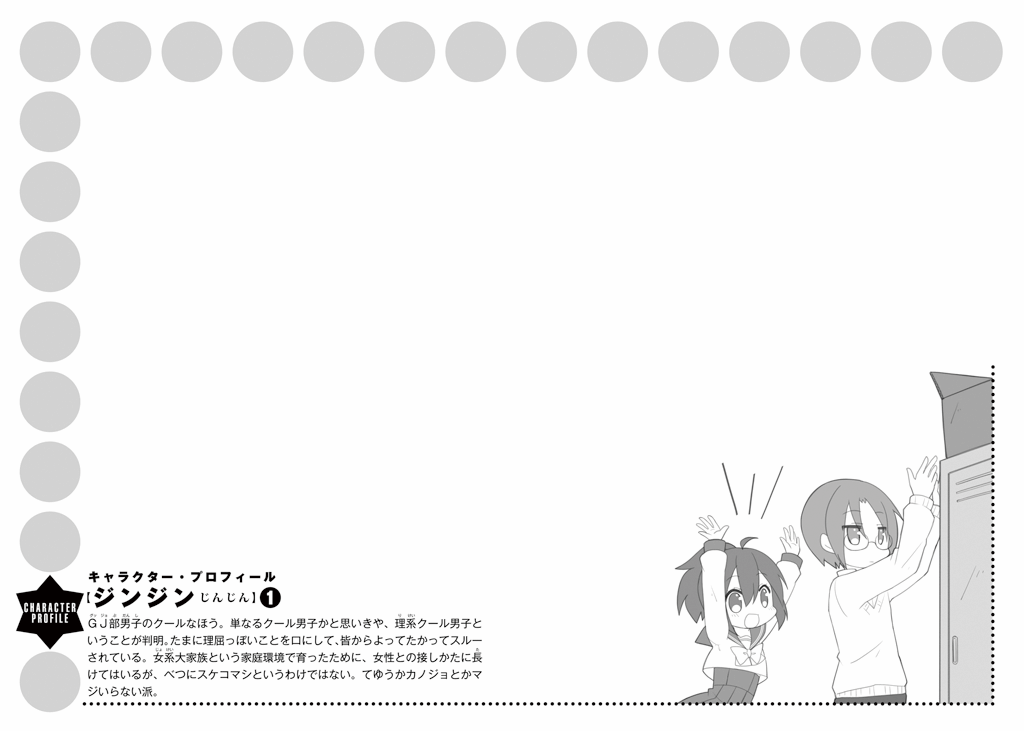 キャラクター・プロフィール
【ジンジン じんじん】❶
CHARACTER
PROFILE
ＧＪ部男子のクールなほう。単なるクール男子かと思いきや、理系クール男子と
いうことが判明。たまに理屈っぽいことを口にして、皆からよってたかってスルー
されている。女系大家族という家庭環境で育ったために、女性との接しかたに長
けてはいるが、べつにスケコマシというわけではない。てゆうかカノジョとかマ
ジいらない派。